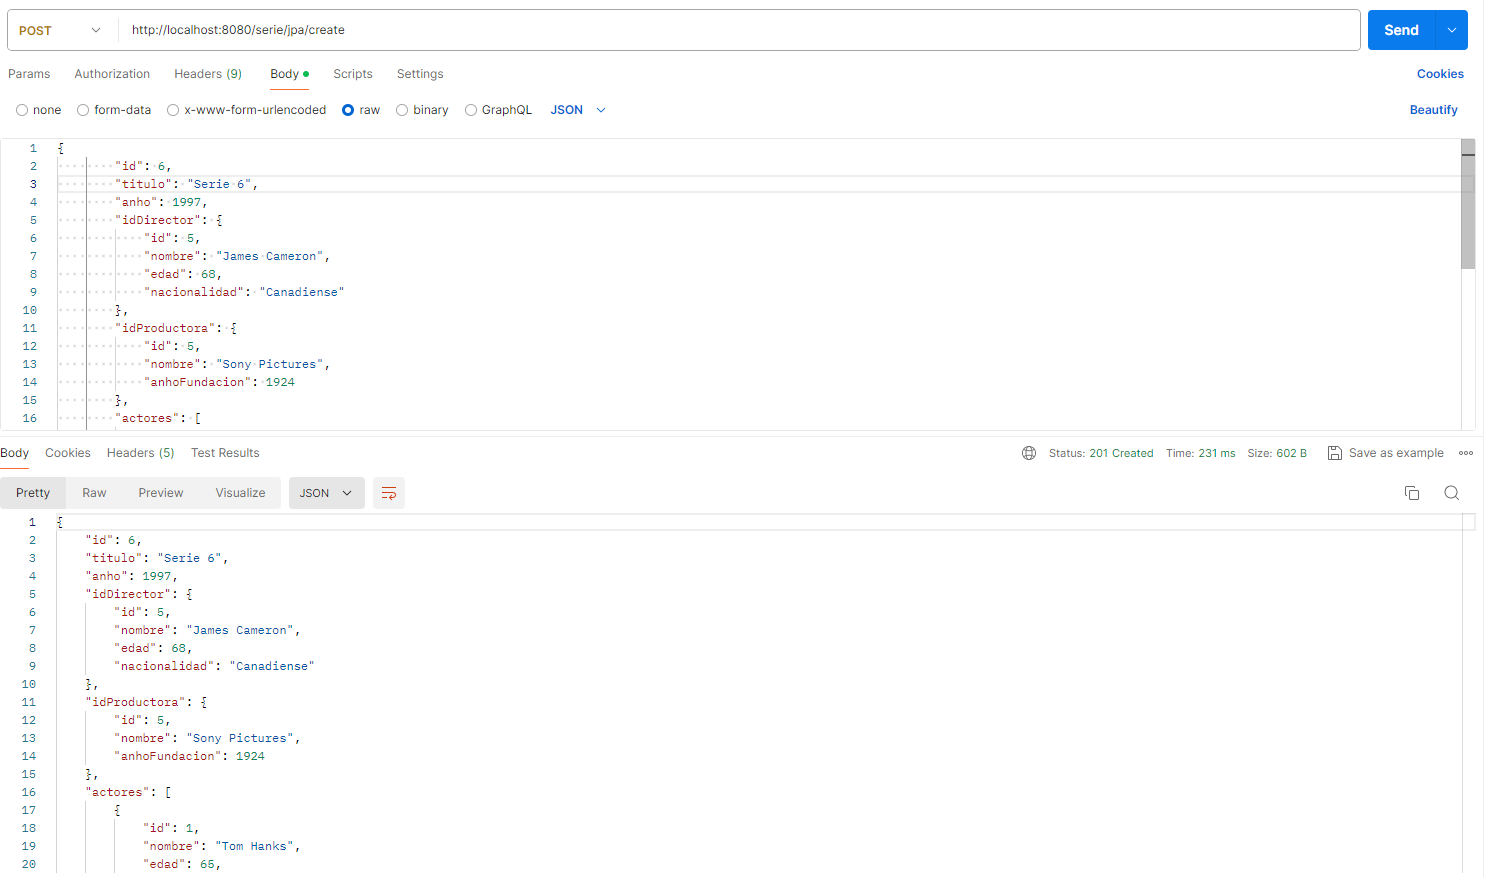 POST http://localhost:8080/serie/jpa/create Send
Params Authorization Headers (9) Body Scripts Settings Cookies
none form-data x-www-form-urlencoded raw binary GraphQL JSON Beautify
1 {
2 "id": 6,
3 "titulo": "Serie 6",
4 "anho": 1997,
5 "idDirector": {
6 "id": 5,
7 "nombre": "James Cameron",
8 "edad": 68,
9 "nacionalidad": "Canadiense"
10 },
11 "idProductora": {
12 "id": 5,
13 "nombre": "Sony Pictures",
14 "anhoFundacion": 1924
15 },
16 "actores": [
Body Cookies Headers (5) Test Results Status: 201 Created Time: 231 ms Size: 602 B Save as example
Pretty Raw Preview Visualize JSON
1 {
2 "id": 6,
3 "titulo": "Serie 6",
4 "anho": 1997,
5 "idDirector": {
6 "id": 5,
7 "nombre": "James Cameron",
8 "edad": 68,
9 "nacionalidad": "Canadiense"
10 },
11 "idProductora": {
12 "id": 5,
13 "nombre": "Sony Pictures",
14 "anhoFundacion": 1924
15 },
16 "actores": [
17 {
18 "id": 1,
19 "nombre": "Tom Hanks",
20 "edad": 65,